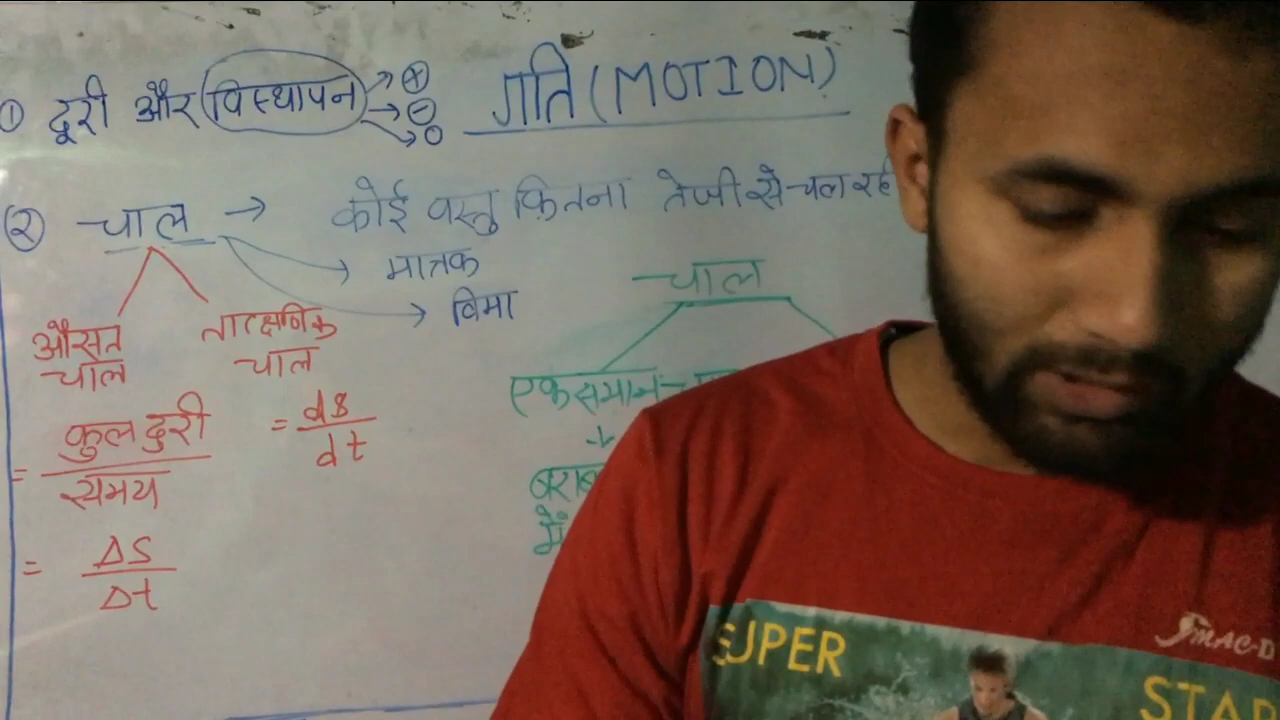 ① दूरी और विस्थापन → + → - → 0
गति (MOTION)
② चाल → कोई वस्तु कितना तेजी से चल
→ मात्रक
→ विमा
औसत चाल
तात्क्षणिक चाल
= कुल दुरी / समय
= ds / dt
= Δs / Δt
चाल
एकसमान
में
SUPER
STAR